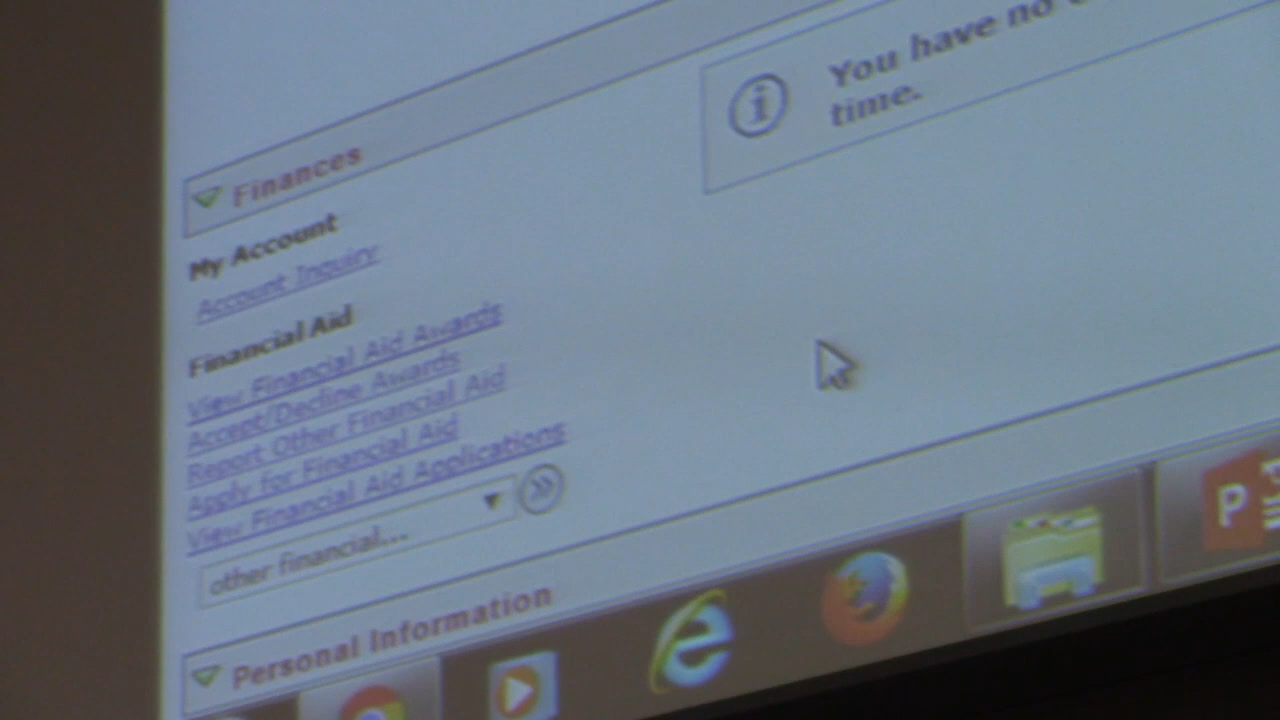 You have no
time.
Finances
My Account
Account Inquiry
Financial Aid
View Financial Aid Awards
Accept/Decline Awards
Report Other Financial Aid
Apply for Financial Aid
View Financial Aid Applications
other financial...
Personal Information